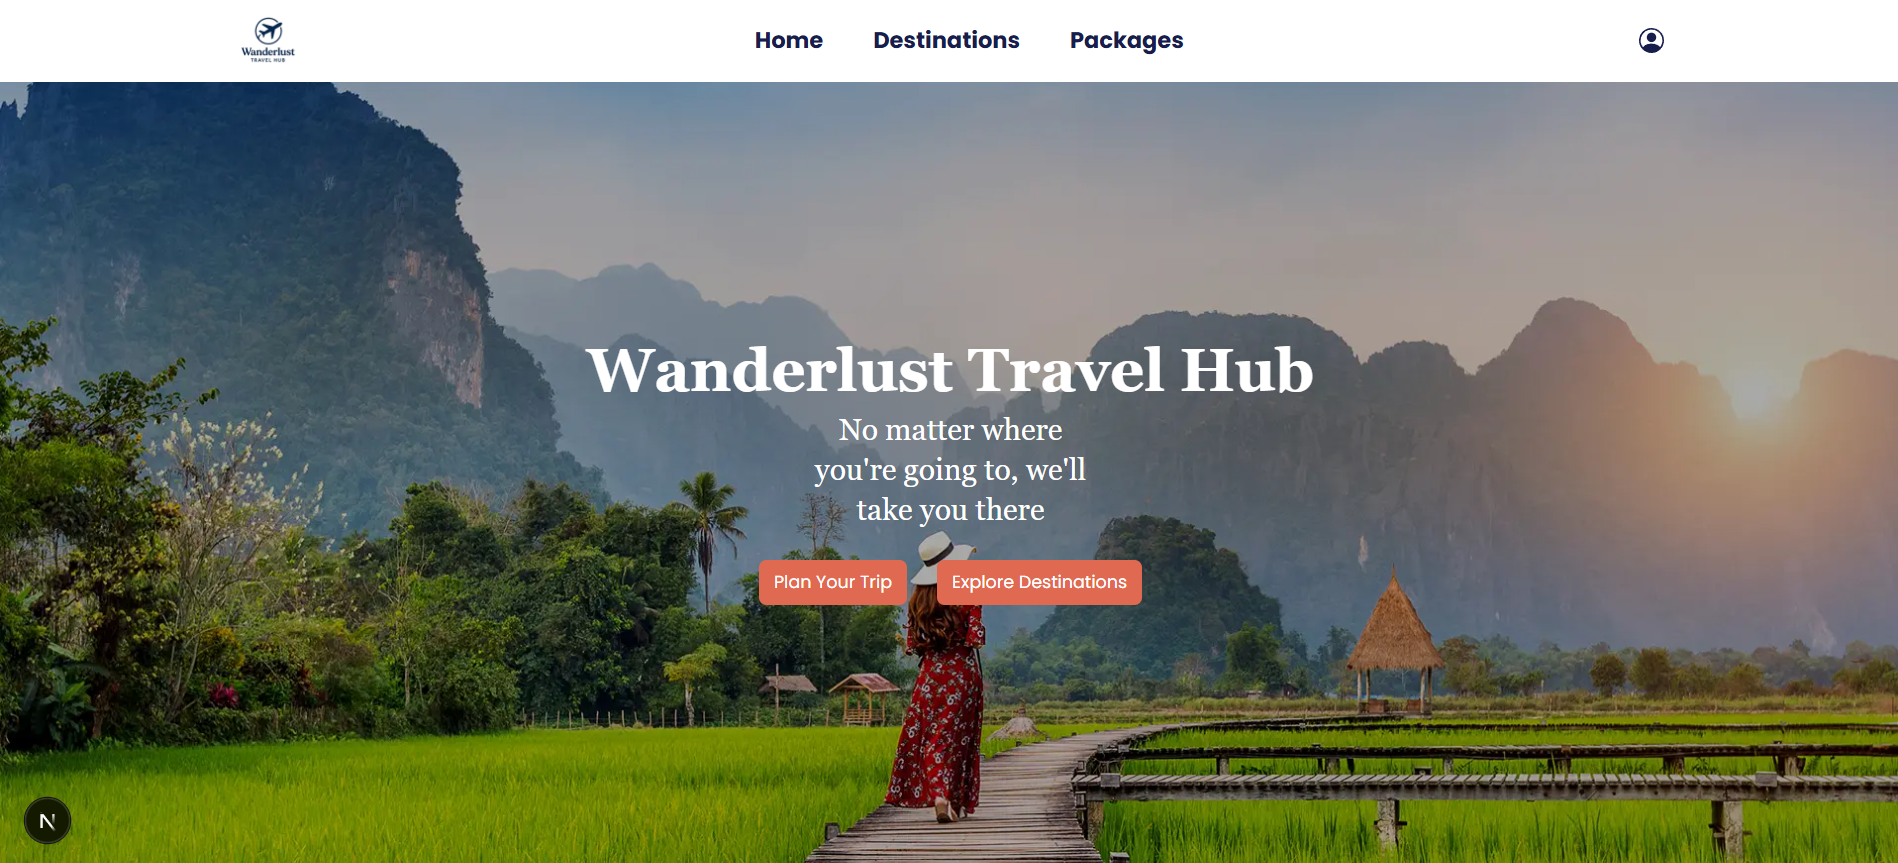 Wanderlust
TRAVEL HUB
Home
Destinations
Packages
Wanderlust Travel Hub
No matter where
you're going to, we'll
take you there
Plan Your Trip
Explore Destinations
N